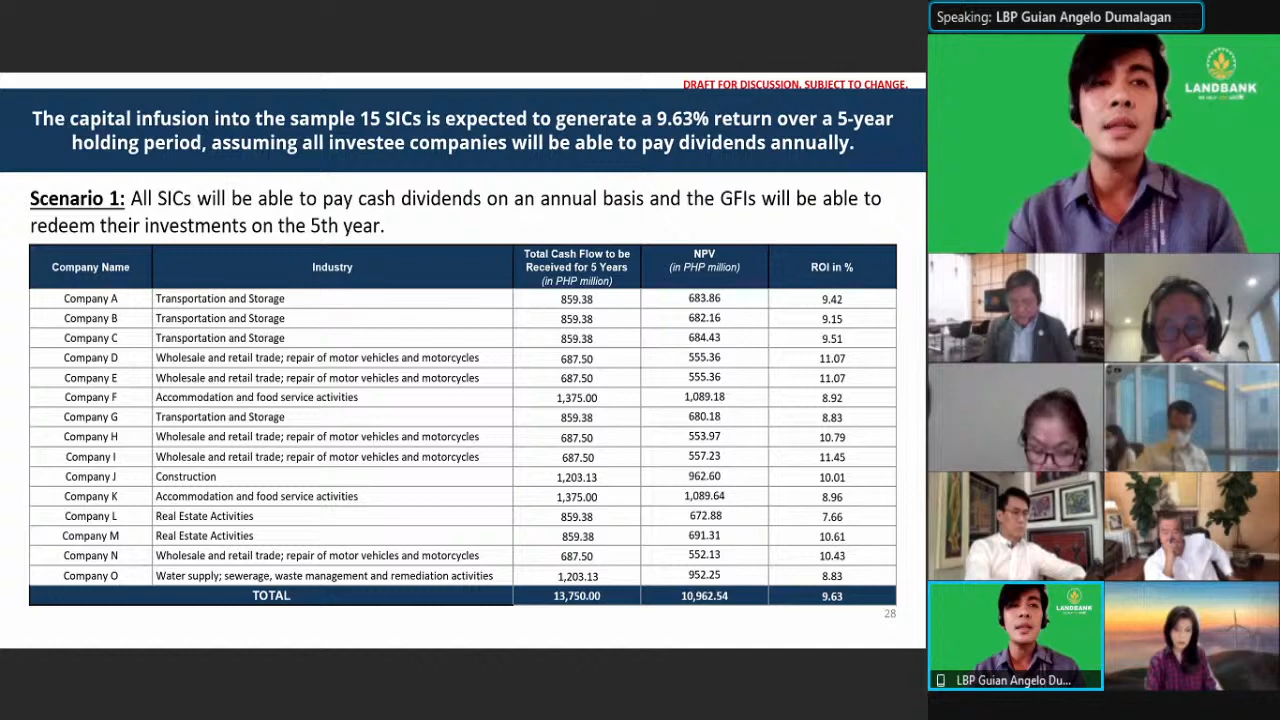 Speaking: LBP Guian Angelo Dumalagan
LANDBANK
DRAFT FOR DISCUSSION. SUBJECT TO CHANGE.
The capital infusion into the sample 15 SICs is expected to generate a 9.63% return over a 5-year
holding period, assuming all investee companies will be able to pay dividends annually.
Scenario 1: All SICs will be able to pay cash dividends on an annual basis and the GFIs will be able to
redeem their investments on the 5th year.
Company Name Industry Total Cash Flow to be Received for 5 Years (in PHP million) NPV (in PHP million) ROI in %
Company A Transportation and Storage 859.38 683.86 9.42
Company B Transportation and Storage 859.38 682.16 9.15
Company C Transportation and Storage 859.38 684.43 9.51
Company D Wholesale and retail trade; repair of motor vehicles and motorcycles 687.50 555.36 11.07
Company E Wholesale and retail trade; repair of motor vehicles and motorcycles 687.50 555.36 11.07
Company F Accommodation and food service activities 1,375.00 1,089.18 8.92
Company G Transportation and Storage 859.38 680.18 8.83
Company H Wholesale and retail trade; repair of motor vehicles and motorcycles 687.50 553.97 10.79
Company I Wholesale and retail trade; repair of motor vehicles and motorcycles 687.50 557.23 11.45
Company J Construction 1,203.13 962.60 10.01
Company K Accommodation and food service activities 1,375.00 1,089.64 8.96
Company L Real Estate Activities 859.38 672.88 7.66
Company M Real Estate Activities 859.38 691.31 10.61
Company N Wholesale and retail trade; repair of motor vehicles and motorcycles 687.50 552.13 10.43
Company O Water supply; sewerage, waste management and remediation activities 1,203.13 952.25 8.83
TOTAL 13,750.00 10,962.54 9.63
28
LANDBANK
LBP Guian Angelo Du...